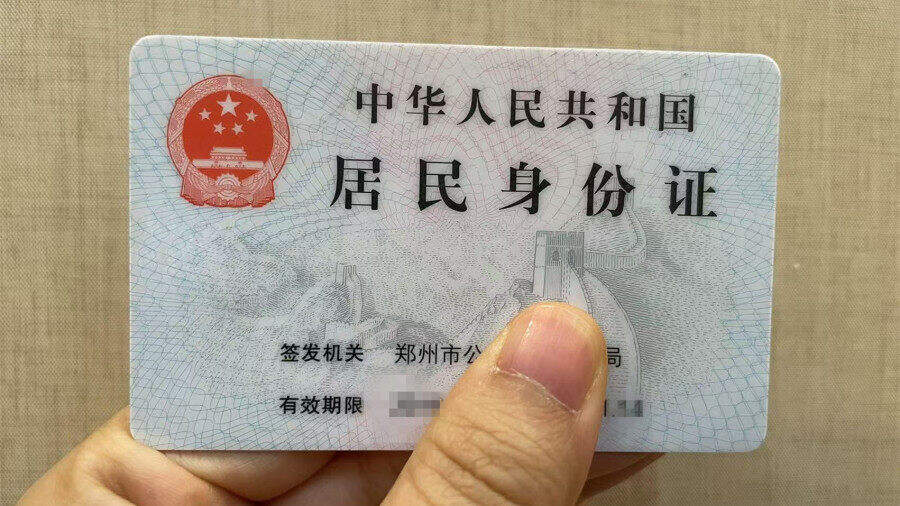 中华人民共和国
居民身份证
签发机关 郑州市公 局
有效期限